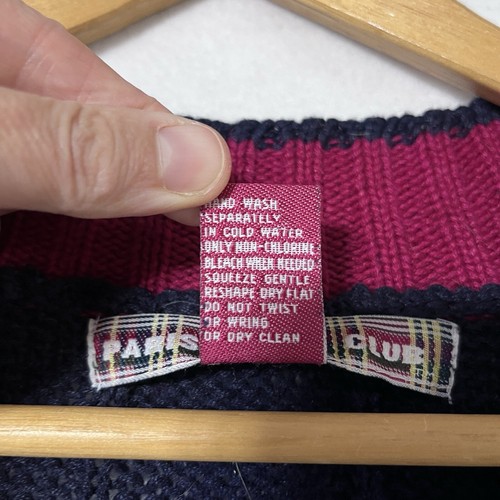 HAND WASH
SEPARATELY
IN COLD WATER
ONLY NON-CHLORINE
BLEACH WHEN NEEDED
SQUEEZE GENTLE
RESHAPE DRY FLAT
DO NOT TWIST
OR WRING
OR DRY CLEAN
PARIS CLUB